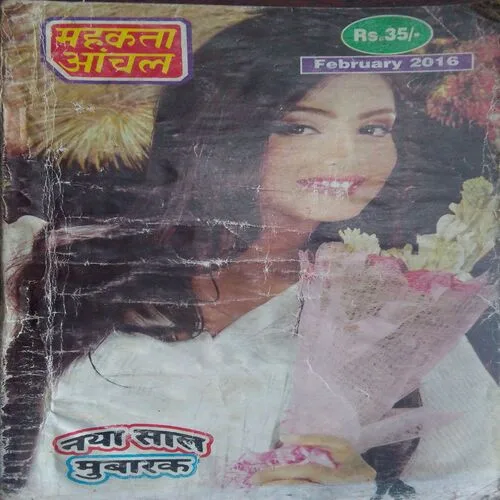 महकता
आंचल
Rs. 35/-
February 2016
नया साल
मुबारक